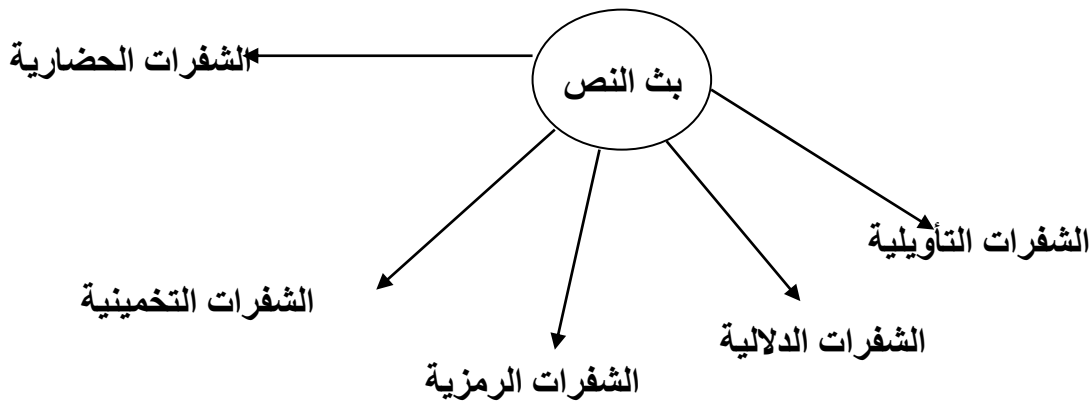 بث النص
الشفرات الحضارية
الشفرات التأويلية
الشفرات التخمينية
الشفرات الدلالية
الشفرات الرمزية